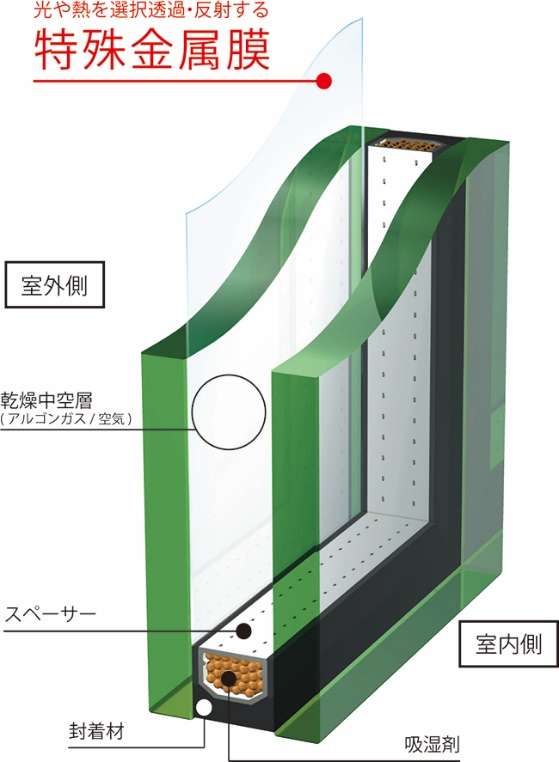 光や熱を選択透過・反射する
特殊金属膜
室外側
乾燥中空層
(アルゴンガス/空気)
スペーサー
室内側
封着材
吸湿剤